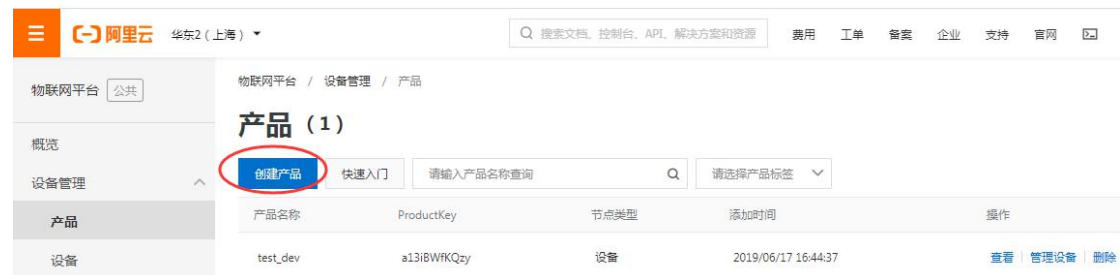 阿里云 华东2（上海） 搜索文档、控制台、API、解决方案和资源 费用 工单 备案 企业 支持 官网
物联网平台 公共
物联网平台 / 设备管理 / 产品
产品（1）
概览
创建产品 快速入门 请输入产品名称查询 请选择产品标签
设备管理
产品名称 ProductKey 节点类型 添加时间 操作
产品
test_dev a13iBWfKQzy 设备 2019/06/17 16:44:37 查看 管理设备 删除
设备